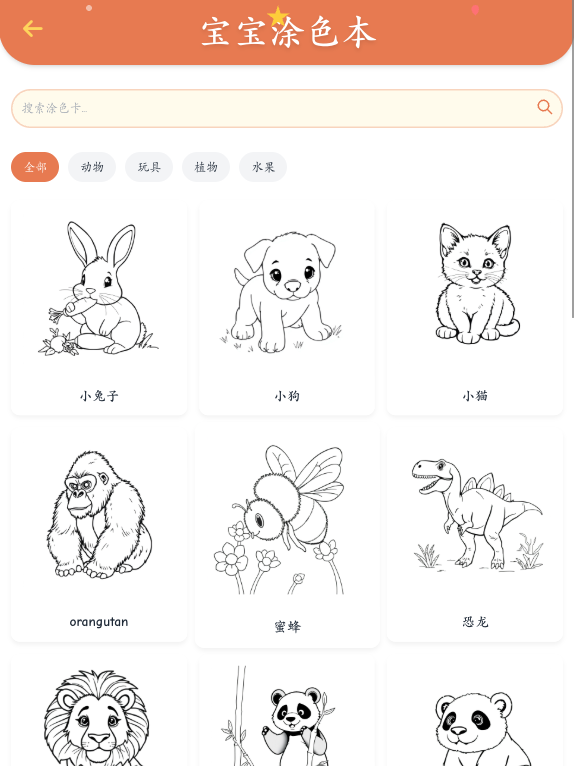 宝宝涂色本
搜索涂色卡...
全部 动物 玩具 植物 水果
小兔子 小狗 小猫
orangutan 蜜蜂 恐龙